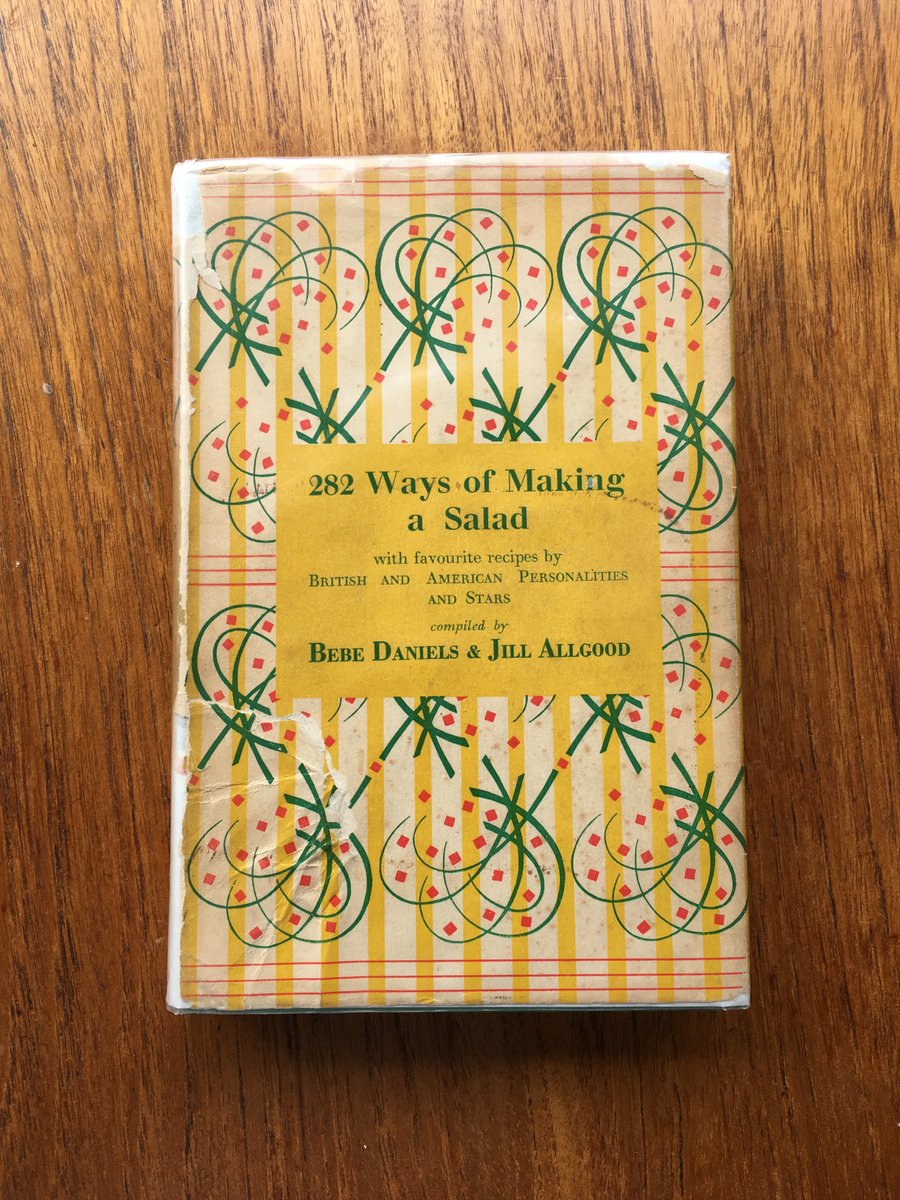 282 Ways of Making
a Salad
with favourite recipes by
BRITISH AND AMERICAN PERSONALITIES
AND STARS
compiled by
BEBE DANIELS & JILL ALLGOOD